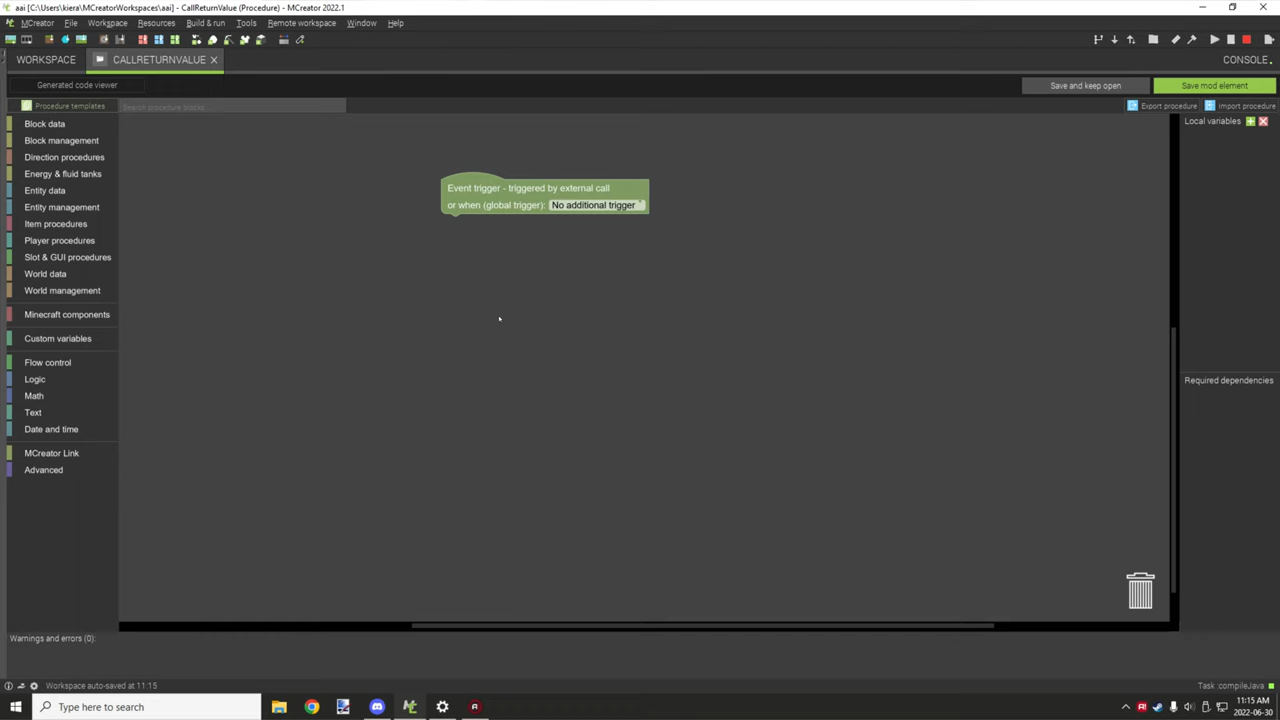 aai [C:\Users\kiera\MCreatorWorkspaces\aai] - CallReturnValue (Procedure) - MCreator 2022.1
MCreator File Workspace Resources Build & run Tools Remote workspace Window Help
WORKSPACE CALLRETURNVALUE CONSOLE
Generated code viewer Save and keep open Save mod element
Procedure templates Search procedure blocks ... Export procedure Import procedure
Block data
Local variables
Block management
Direction procedures
Energy & fluid tanks
Entity data
Entity management
Item procedures
Player procedures
Slot & GUI procedures
World data
World management
Minecraft components
Custom variables
Flow control
Logic
Math
Text
Date and time
MCreator Link
Advanced
Event trigger - triggered by external call
or when (global trigger): No additional trigger
Required dependencies
Warnings and errors (0):
Workspace auto-saved at 11:15 Task :compileJava
Type here to search
11:15 AM
2022-06-30